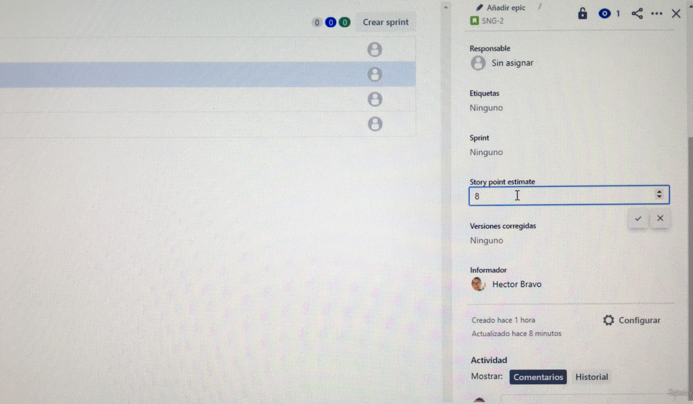 Añadir epic /
SNG-2
1
0 0 0 Crear sprint
Responsable
Sin asignar
Etiquetas
Ninguno
Sprint
Ninguno
Story point estimate
8
Versiones corregidas
Ninguno
Informador
Hector Bravo
Creado hace 1 hora
Configurar
Actualizado hace 8 minutos
Actividad
Mostrar: Comentarios Historial